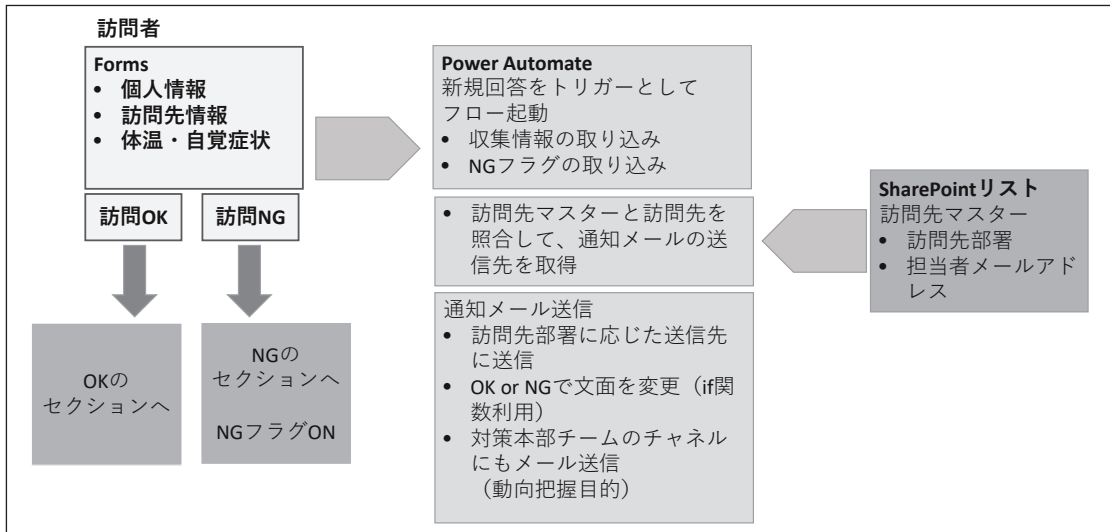 訪問者
Forms
• 個人情報
• 訪問先情報
• 体温・自覚症状
訪問OK
訪問NG
OKの
セクションへ
NGの
セクションへ
NGフラグON
Power Automate
新規回答をトリガーとして
フロー起動
• 収集情報の取り込み
• NGフラグの取り込み
• 訪問先マスターと訪問先を
照合して、通知メールの送
信先を取得
通知メール送信
• 訪問先部署に応じた送信先
に送信
• OK or NGで文面を変更（if関
数利用）
• 対策本部チームのチャネル
にもメール送信
（動向把握目的）
SharePointリスト
訪問先マスター
• 訪問先部署
• 担当者メールアド
レス